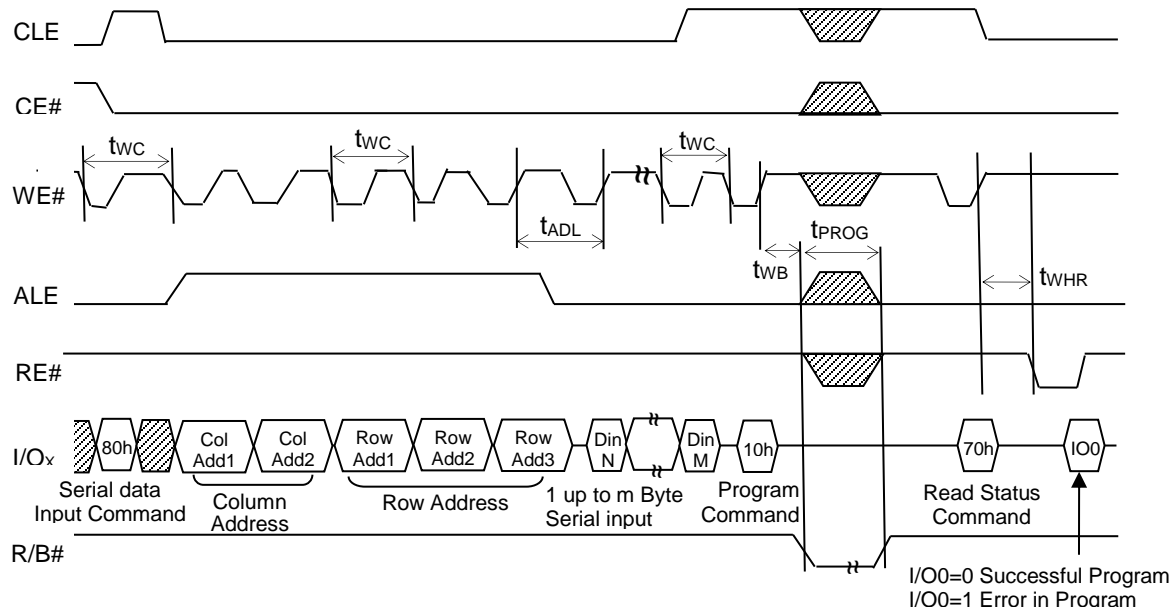 CLE
CE#
tWC
tWC
tWC
WE#
tADL
tPROG
tWB
ALE
tWHR
RE#
I/Ox
80h
Col
Add1
Col
Add2
Row
Add1
Row
Add2
Row
Add3
Din
N
Din
M
10h
70h
IO0
Serial data
Input Command
Column
Address
Row Address
1 up to m Byte
Serial input
Program
Command
Read Status
Command
R/B#
I/O0=0 Successful Program
I/O0=1 Error in Program